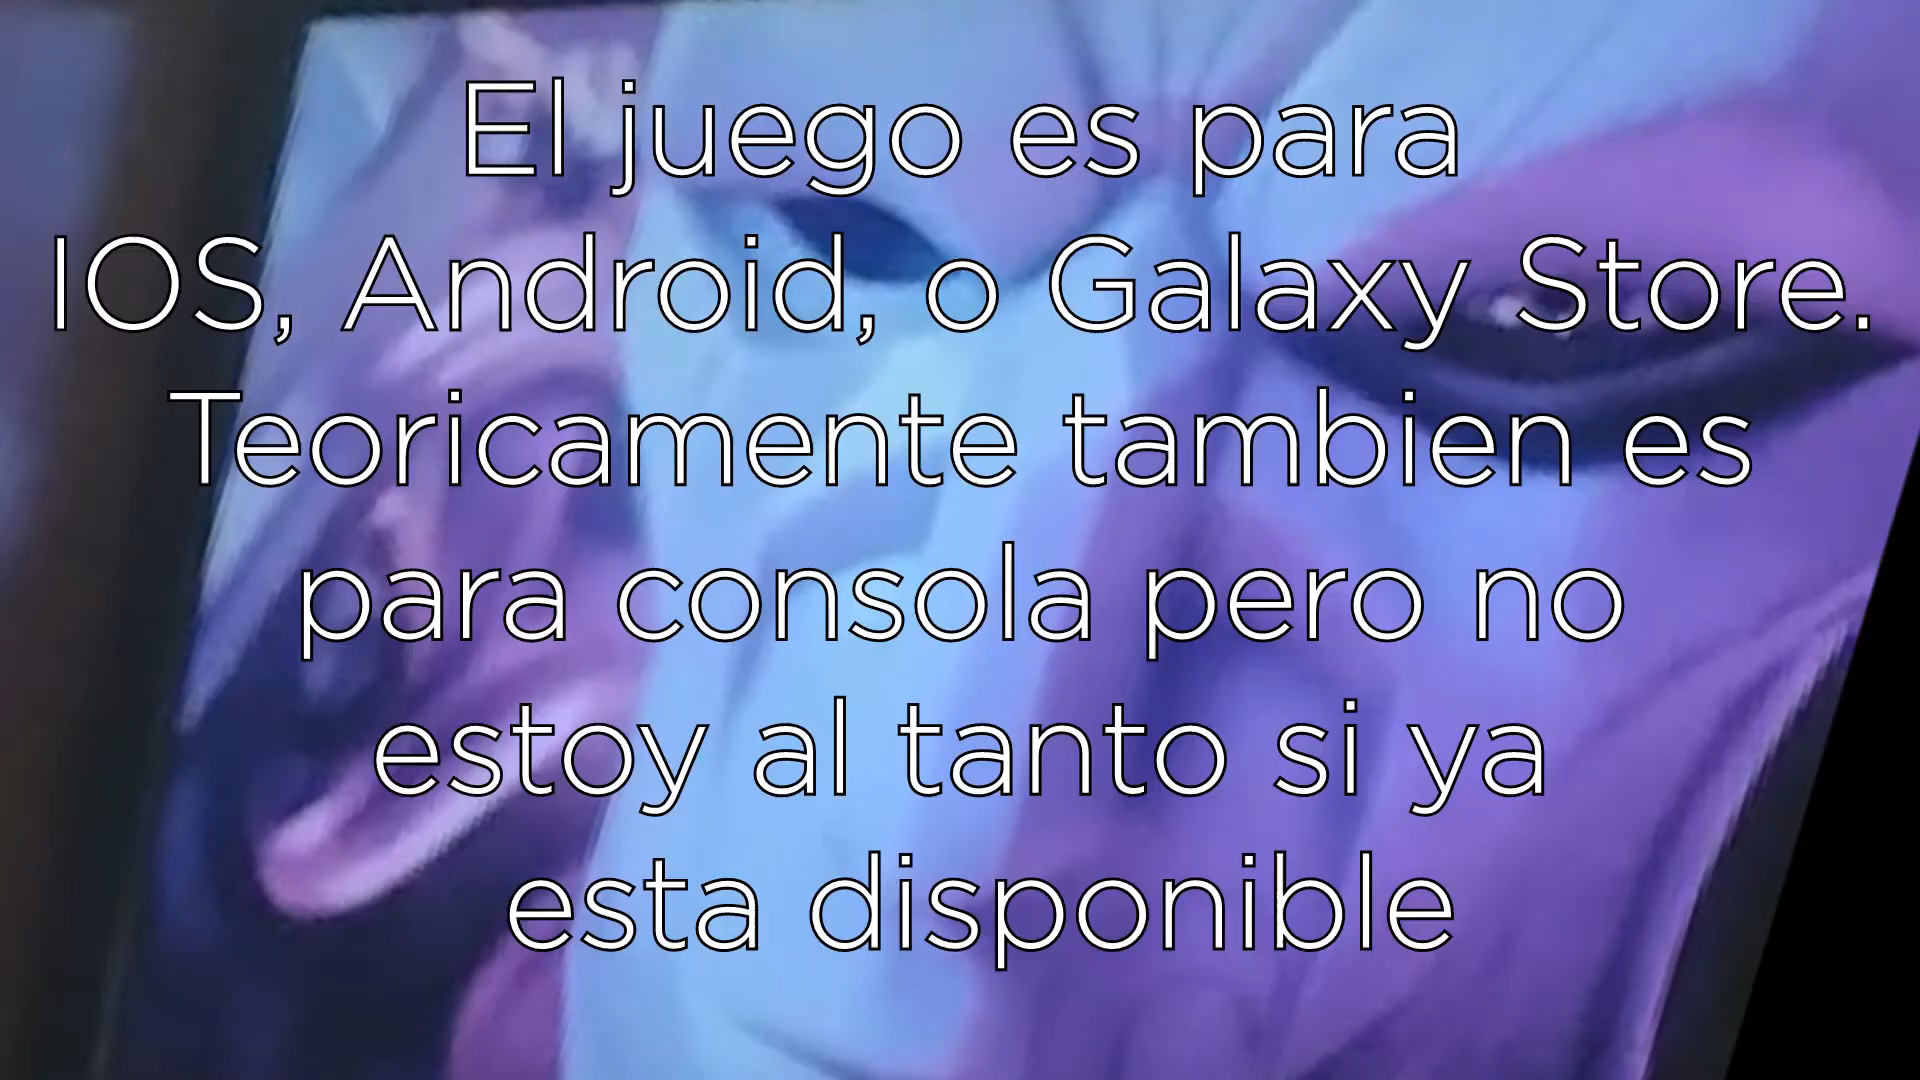 El juego es para
IOS, Android, o Galaxy Store.
Teoricamente tambien es
para consola pero no
estoy al tanto si ya
esta disponible